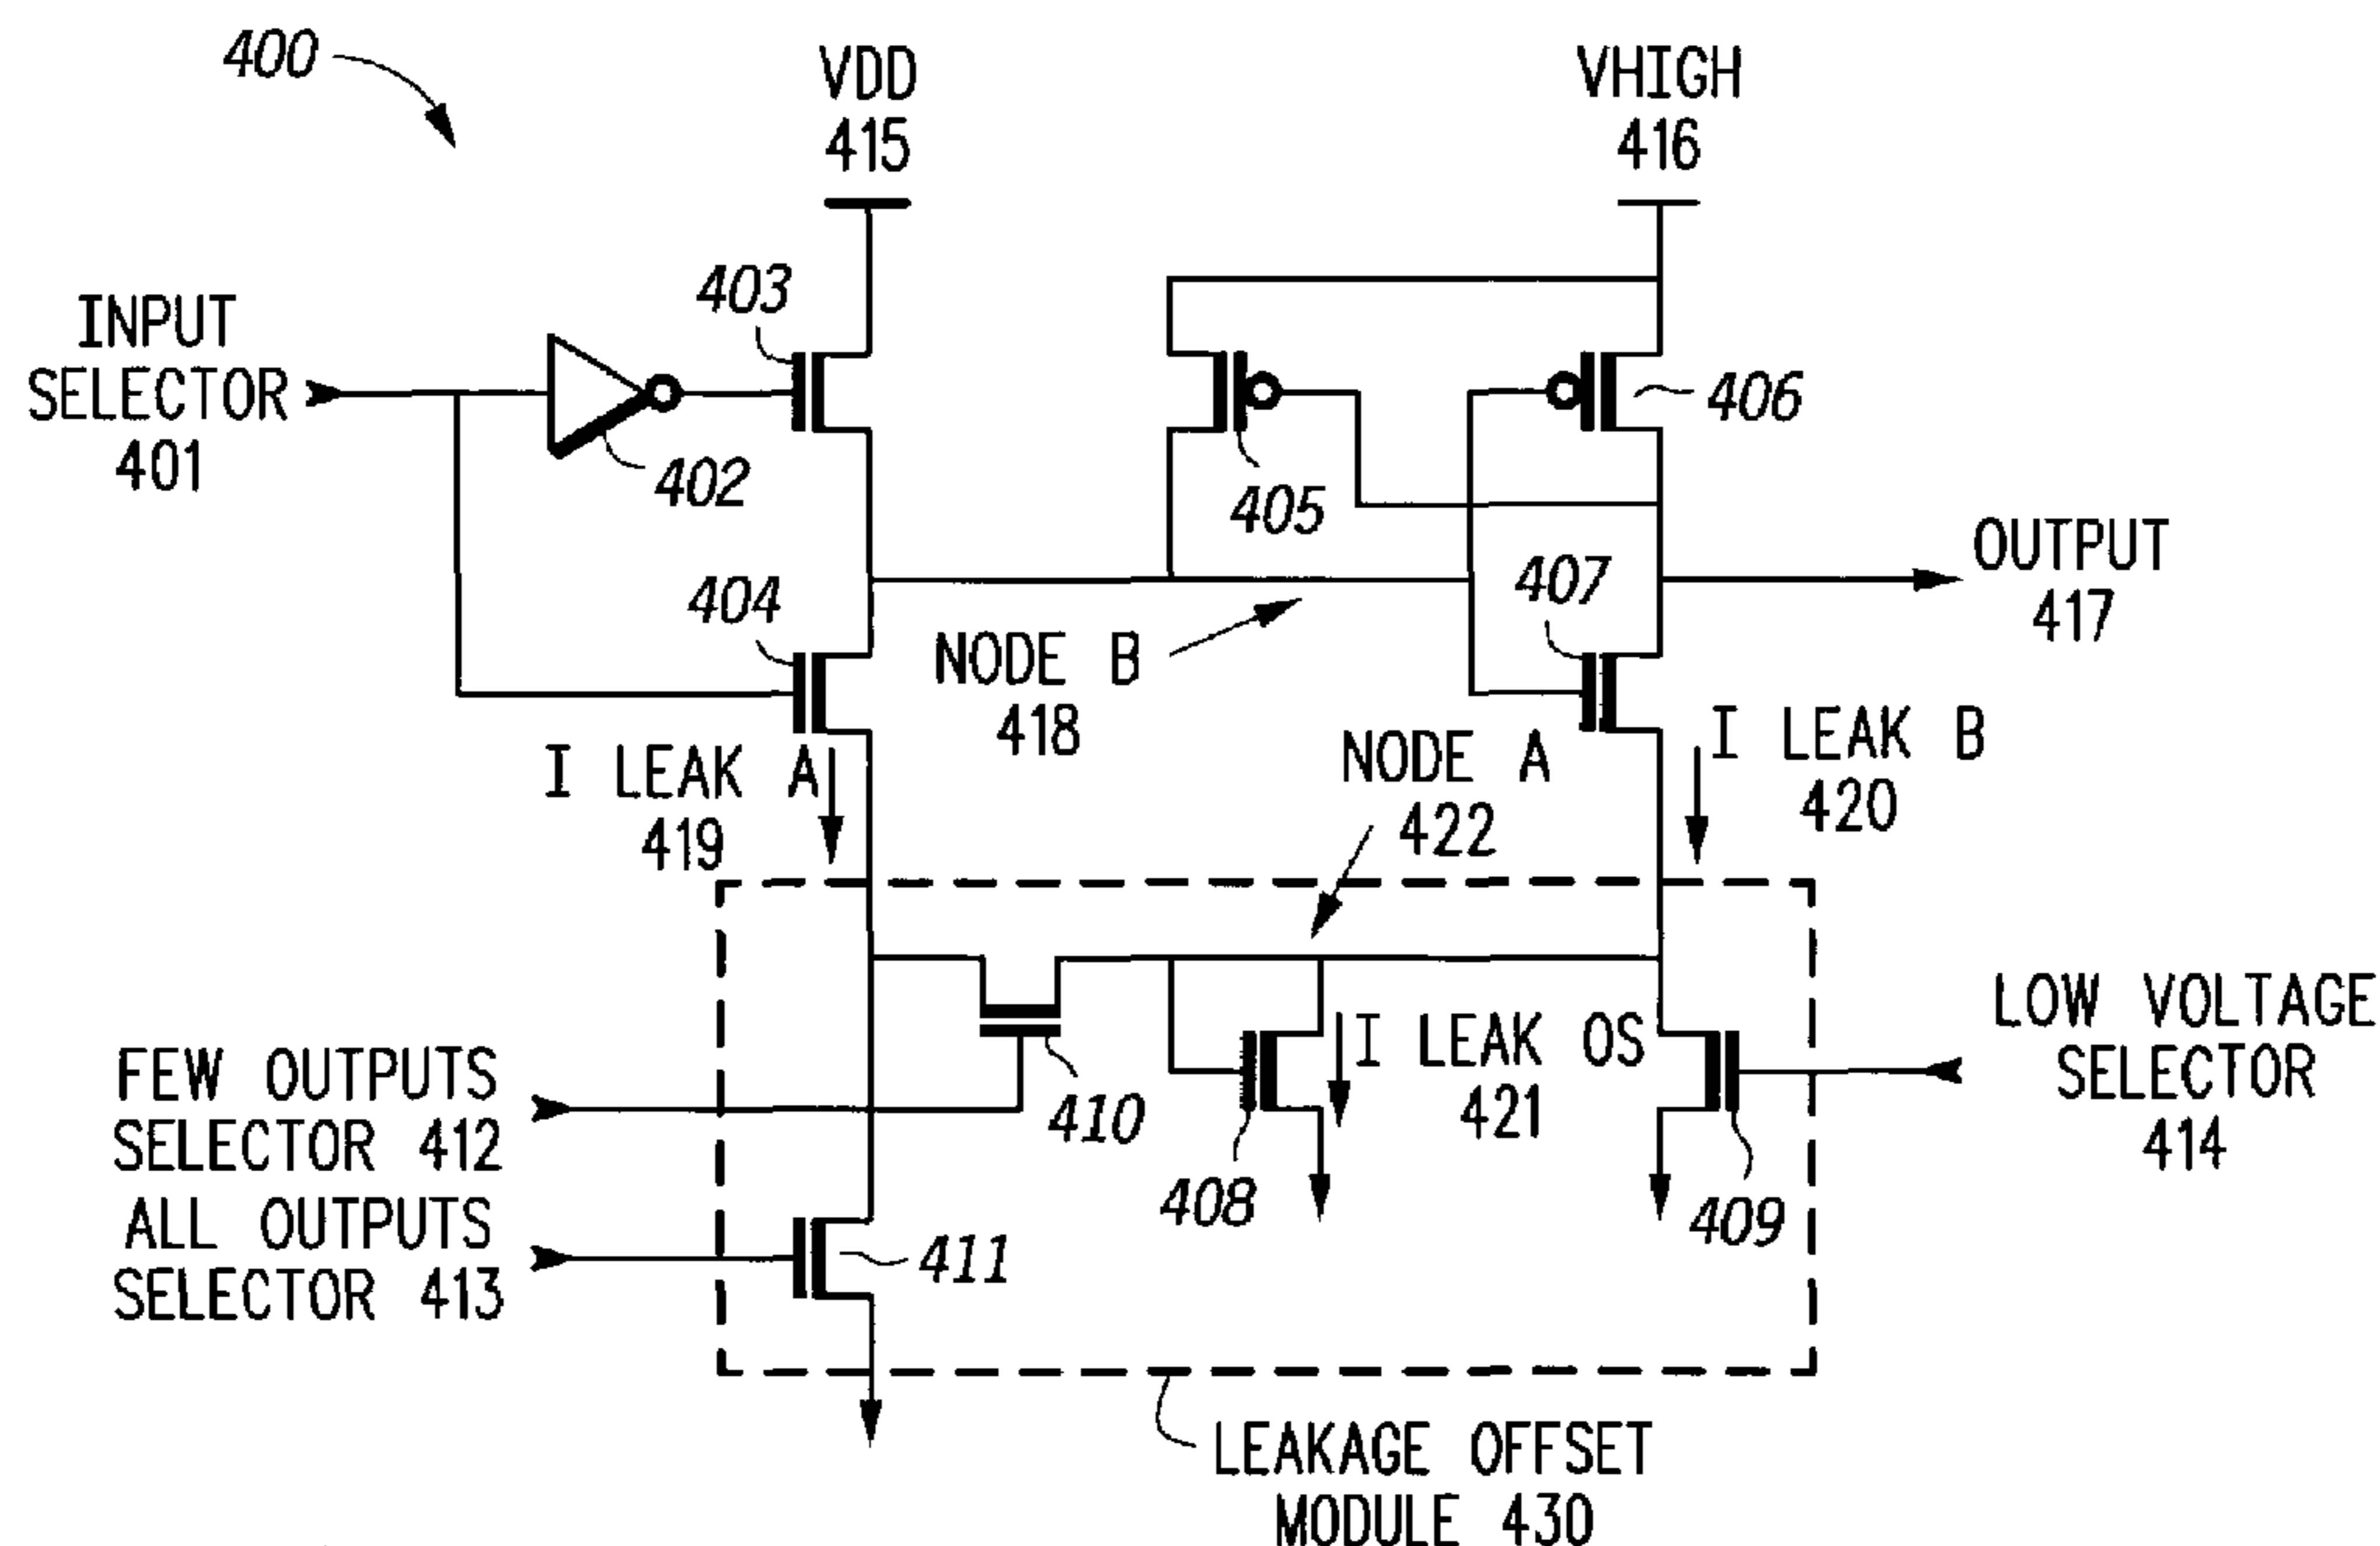 400
VDD
415
VHIGH
416
INPUT
SELECTOR
401
402
403
404
405
406
407
OUTPUT
417
NODE B
418
I LEAK A
419
NODE A
422
I LEAK B
420
FEW OUTPUTS
SELECTOR 412
ALL OUTPUTS
SELECTOR 413
410
411
408
I LEAK OS
421
409
LOW VOLTAGE
SELECTOR
414
LEAKAGE OFFSET
MODULE 430